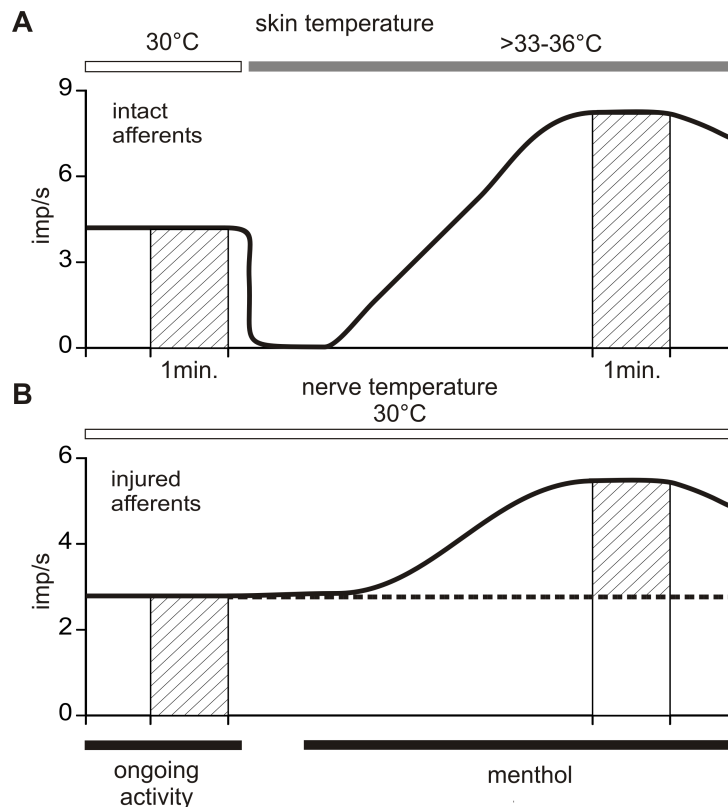 A
skin temperature
30°C
>33-36°C
9
intact
afferents
6
imp/s
3
0
1min.
1min.
B
nerve temperature
30°C
6
injured
afferents
4
imp/s
2
0
ongoing
activity
menthol